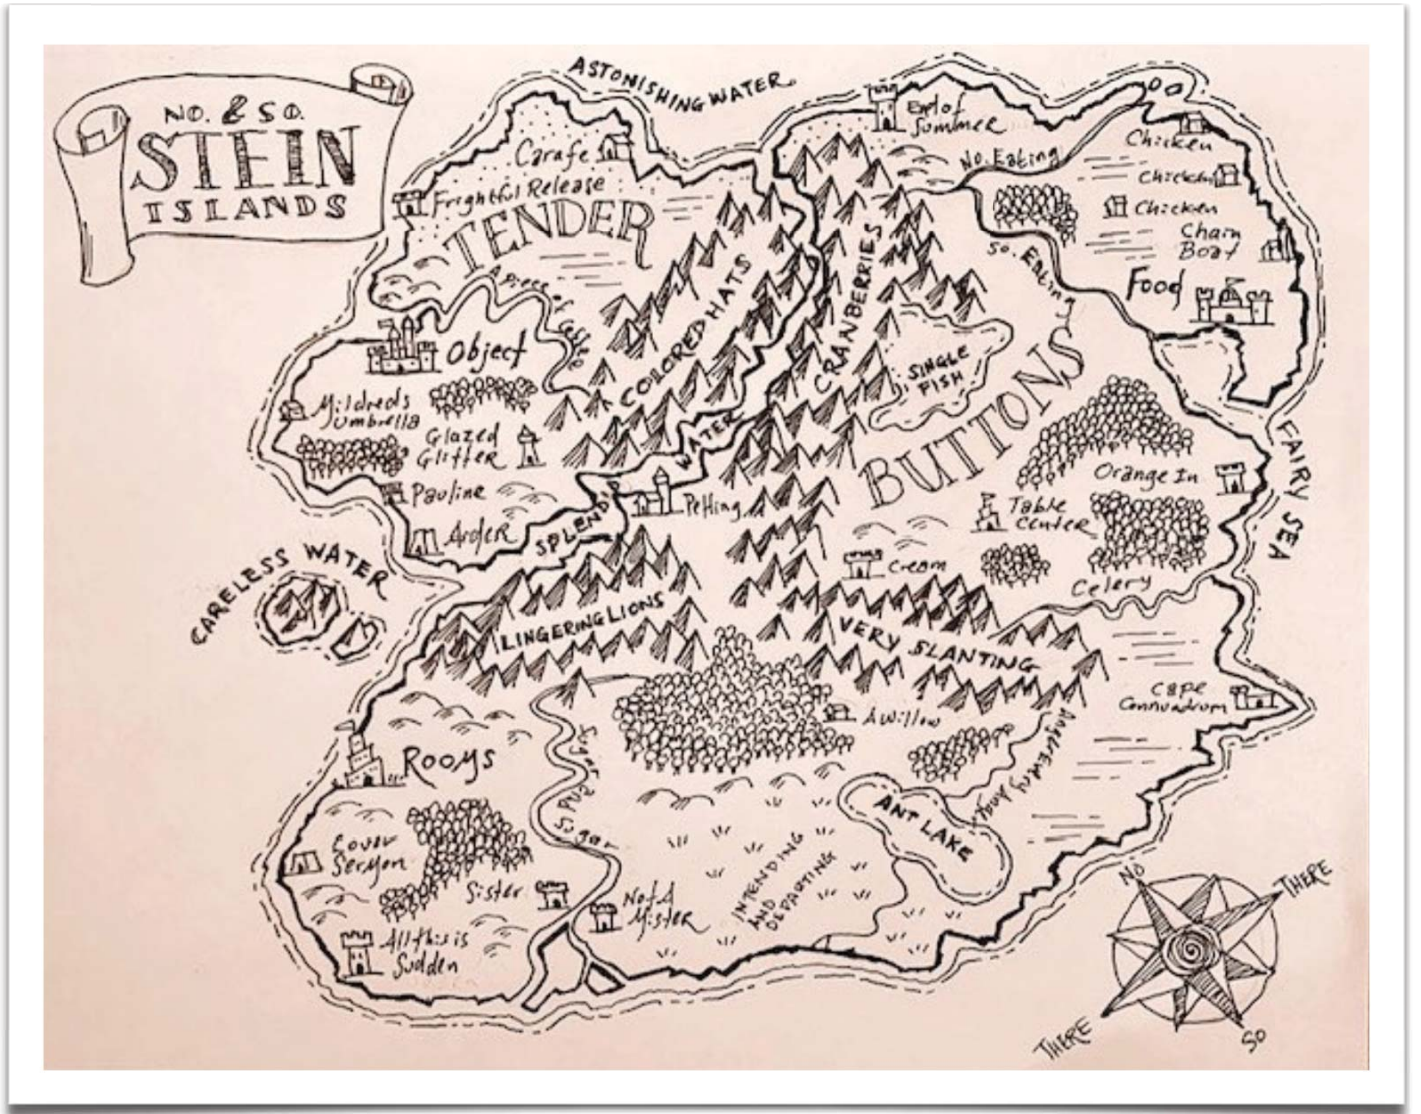 NO. & SO.
STEIN
ISLANDS
ASTONISHING WATER
Carafe
Frightful Release
TENDER
A Piece of Coffee
Object
Mildreds
Umbrella
Glazed
Glitter
Pauline
Arder
COLORED HATS
SPLENDID WATER
Pelting
End of
Summer
No. Eating
So. Eating
Chicken
Chicken
Chicken
Chain
Boat
Food
CRANBERRIES
SINGLE
FISH
BUTTONS
Orange In
Table
Center
Cream
Celery
FAIRY SEA
CARELESS WATER
LINGERING LIONS
VERY SLANTING
Cape
Connundrum
A Willow
Sugar and Sugar
ROOMS
Cover
Sermon
Sister
Not A
Mister
All this is
Sudden
INTENDING
AND
DEPARTING
ANT LAKE
NO
THERE
THERE
SO